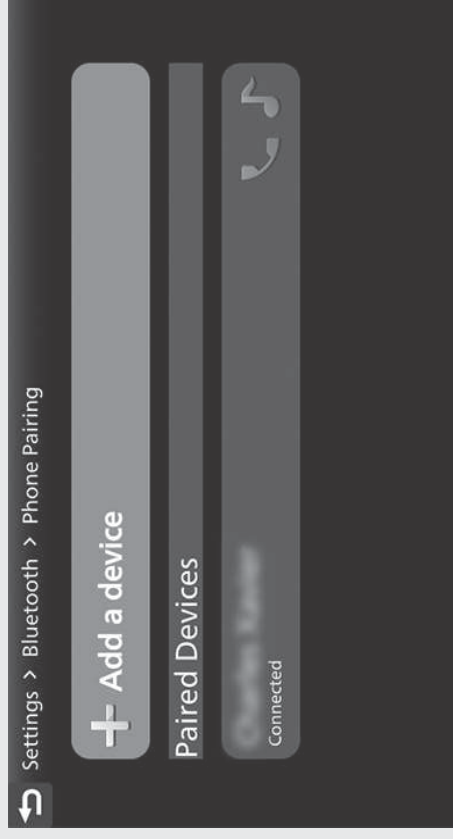 Settings > Bluetooth > Phone Pairing
Add a device
Paired Devices
Connected